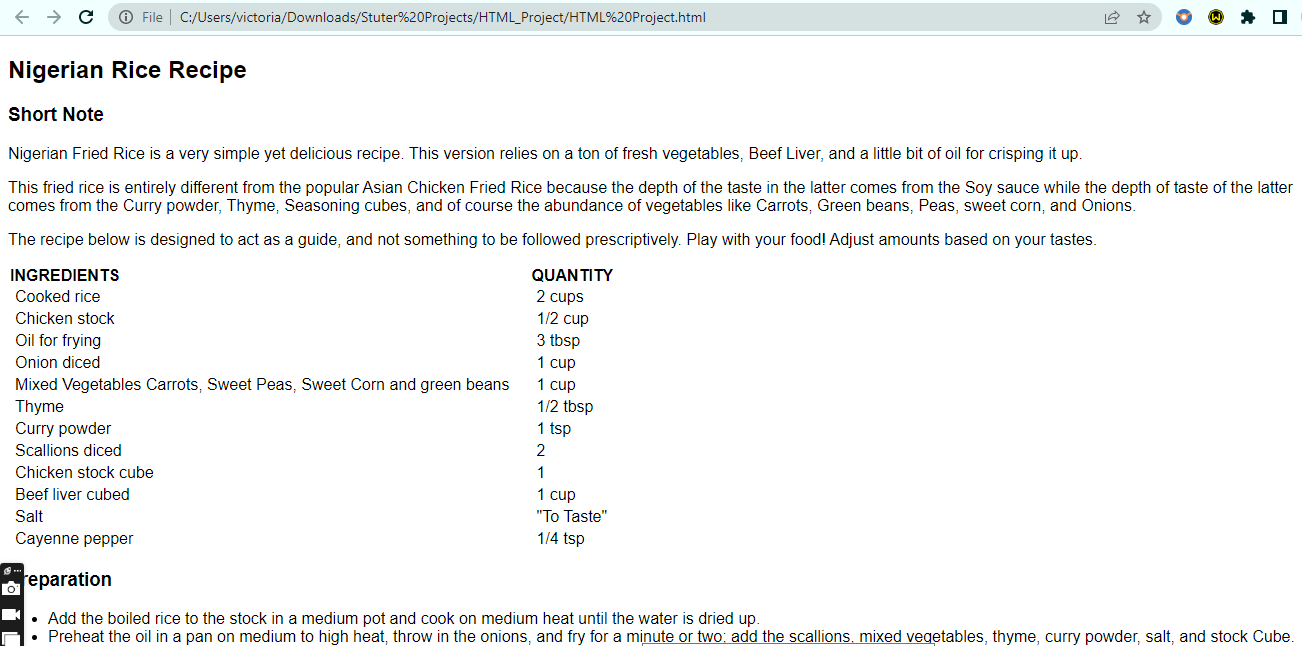 File
C:/Users/victoria/Downloads/Stuter%20Projects/HTML_Project/HTML%20Project.html
Nigerian Rice Recipe
Short Note
Nigerian Fried Rice is a very simple yet delicious recipe. This version relies on a ton of fresh vegetables, Beef Liver, and a little bit of oil for crisping it up.
This fried rice is entirely different from the popular Asian Chicken Fried Rice because the depth of the taste in the latter comes from the Soy sauce while the depth of taste of the latter
comes from the Curry powder, Thyme, Seasoning cubes, and of course the abundance of vegetables like Carrots, Green beans, Peas, sweet corn, and Onions.
The recipe below is designed to act as a guide, and not something to be followed prescriptively. Play with your food! Adjust amounts based on your tastes.
INGREDIENTS QUANTITY
Cooked rice 2 cups
Chicken stock 1/2 cup
Oil for frying 3 tbsp
Onion diced 1 cup
Mixed Vegetables Carrots, Sweet Peas, Sweet Corn and green beans 1 cup
Thyme 1/2 tbsp
Curry powder 1 tsp
Scallions diced 2
Chicken stock cube 1
Beef liver cubed 1 cup
Salt "To Taste"
Cayenne pepper 1/4 tsp
reparation
• Add the boiled rice to the stock in a medium pot and cook on medium heat until the water is dried up.
• Preheat the oil in a pan on medium to high heat, throw in the onions, and fry for a minute or two; add the scallions, mixed vegetables, thyme, curry powder, salt, and stock Cube.